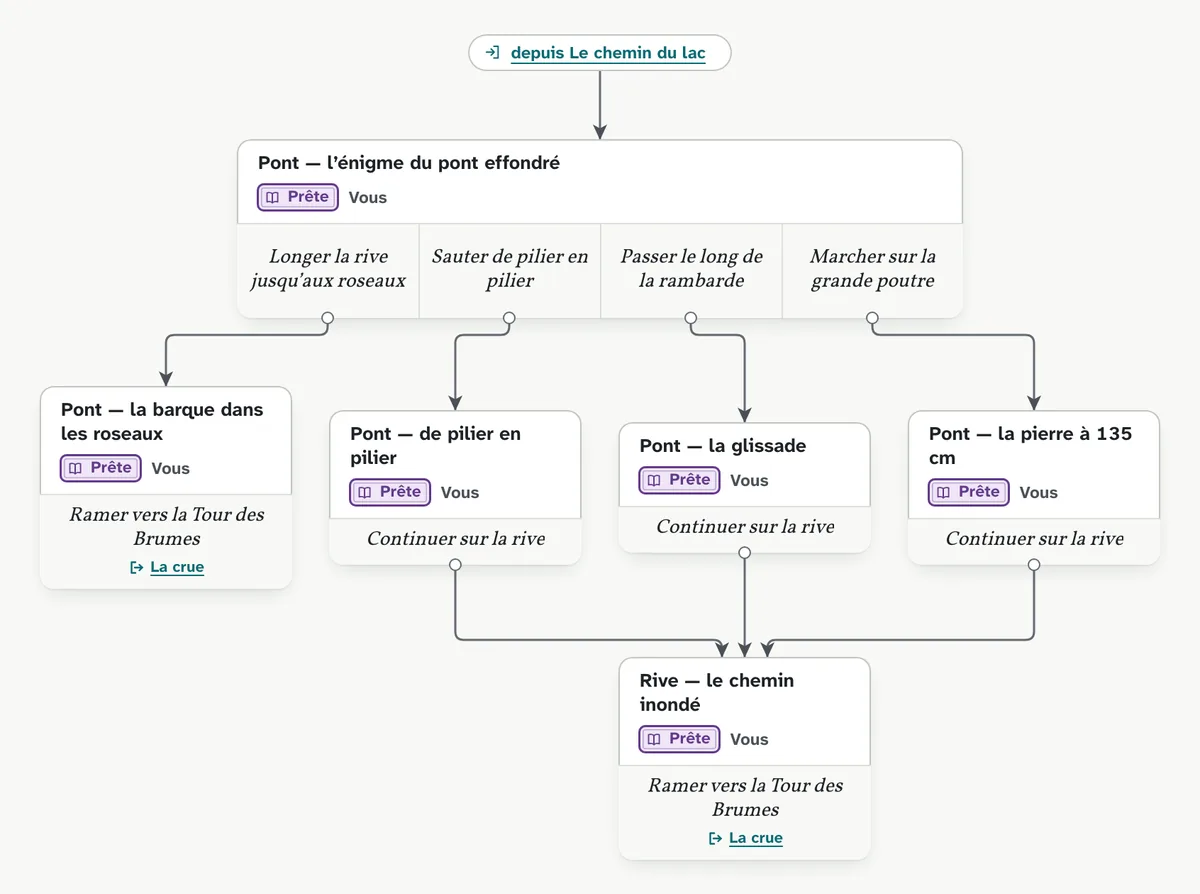 depuis Le chemin du lac
Pont — l’énigme du pont effondré
Prête Vous
Longer la rive
jusqu’aux roseaux
Sauter de pilier en
pilier
Passer le long de
la rambarde
Marcher sur la
grande poutre
Pont — la barque dans
les roseaux
Prête Vous
Ramer vers la Tour des
Brumes
La crue
Pont — de pilier en
pilier
Prête Vous
Continuer sur la rive
Pont — la glissade
Prête Vous
Continuer sur la rive
Pont — la pierre à 135
cm
Prête Vous
Continuer sur la rive
Rive — le chemin
inondé
Prête Vous
Ramer vers la Tour des
Brumes
La crue